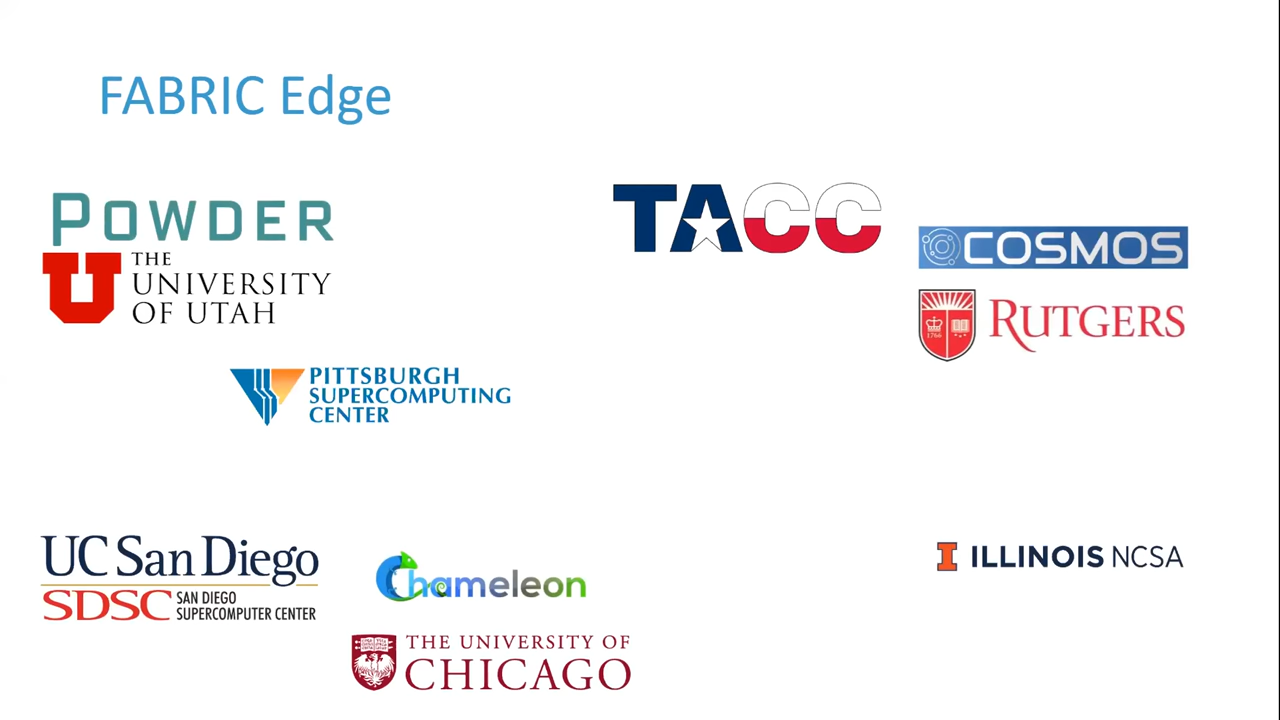 FABRIC Edge
POWDER
THE
UNIVERSITY
OF UTAH
TACC
COSMOS
1766
RUTGERS
PITTSBURGH
SUPERCOMPUTING
CENTER
UC San Diego
SDSC SAN DIEGO
SUPERCOMPUTER CENTER
Chameleon
THE UNIVERSITY OF
CHICAGO
I ILLINOIS NCSA